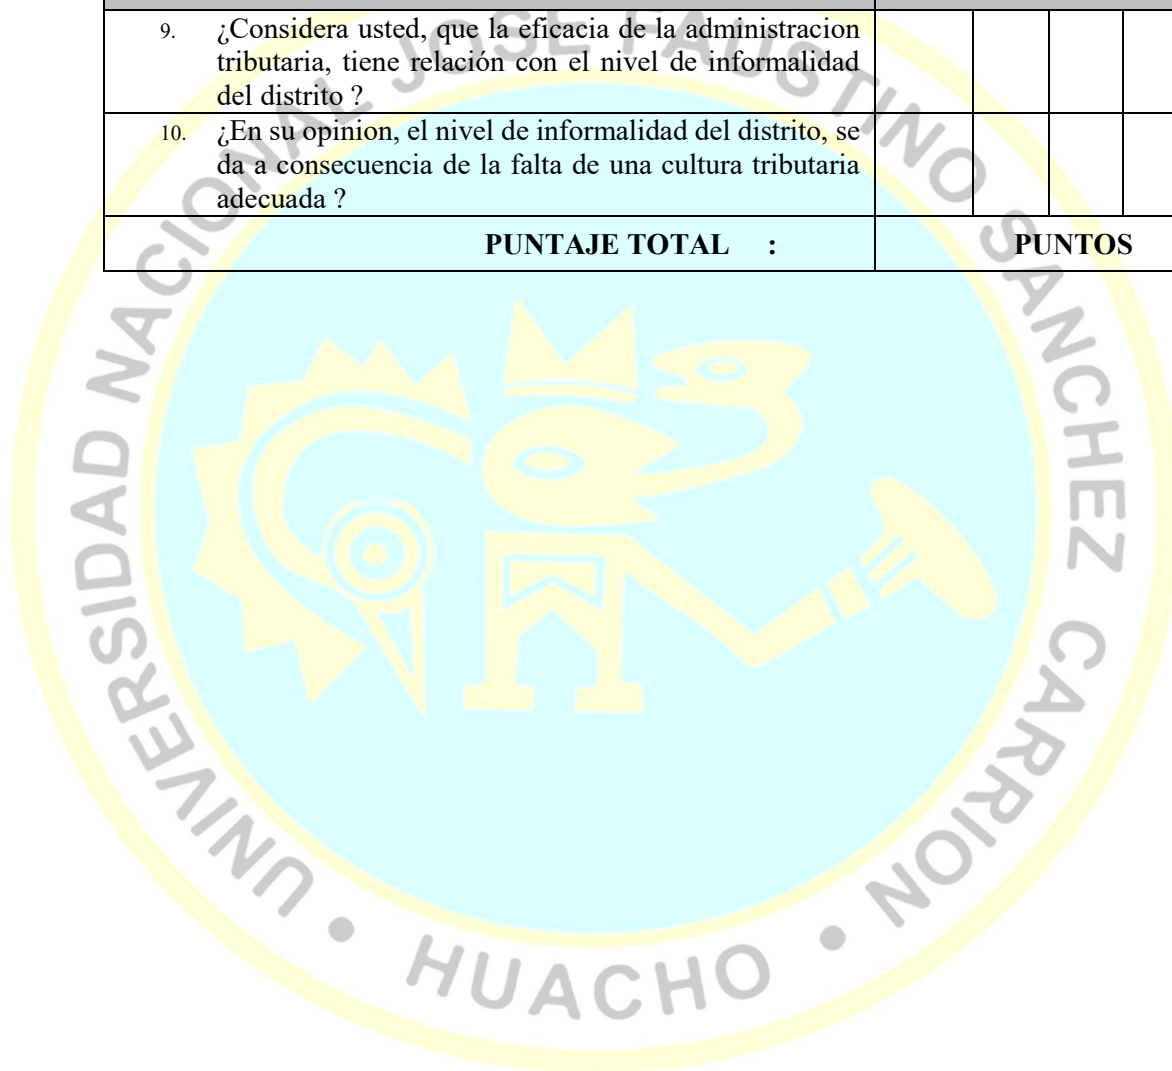 9. ¿Considera usted, que la eficacia de la administracion
tributaria, tiene relación con el nivel de informalidad
del distrito ?
10. ¿En su opinion, el nivel de informalidad del distrito, se
da a consecuencia de la falta de una cultura tributaria
adecuada ?
PUNTAJE TOTAL : PUNTOS
UNIVERSIDAD NACIONAL JOSE FAUSTINO SANCHEZ CARRION
• HUACHO •